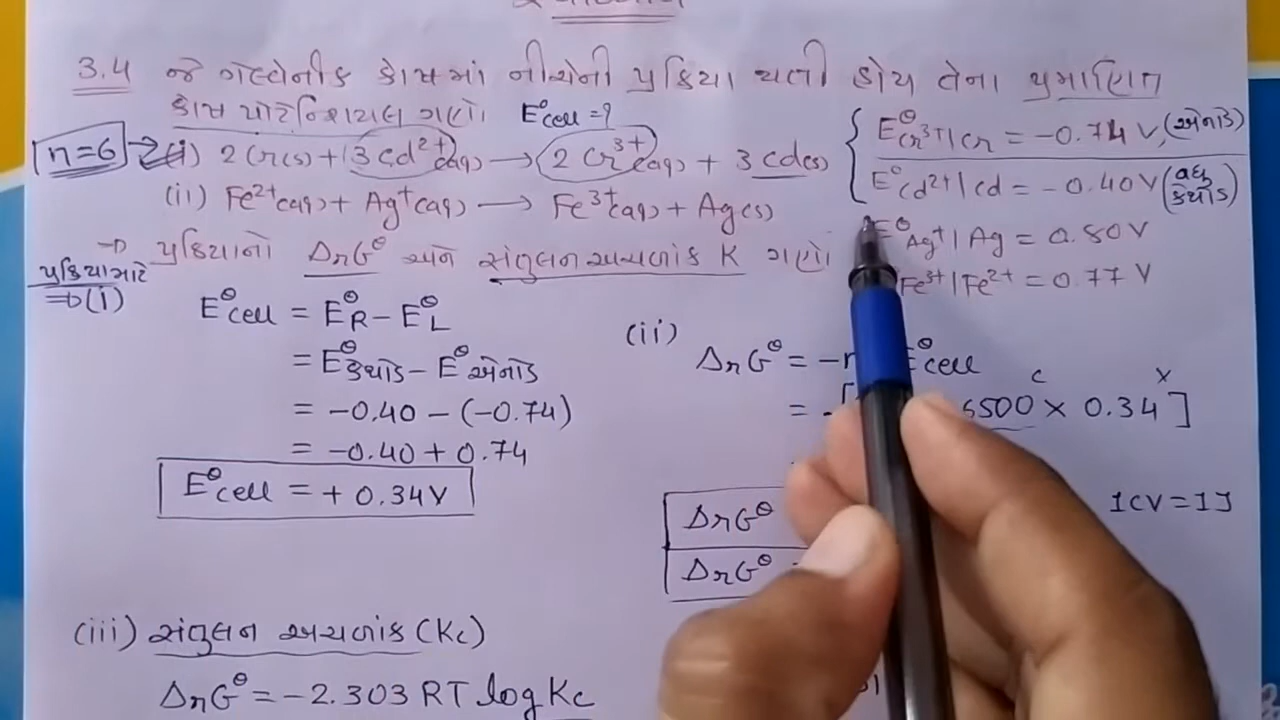 3.4 જે ગેલ્વેનીક કોષમાં નીચેની પ્રક્રિયા થતી હોય તેના પ્રમાણિત
કોષ પોટેન્શિયલ ગણો. E°cell = ?
n=6 → (i) 2Cr(s) + 3Cd²⁺(aq) → 2Cr³⁺(aq) + 3Cd(s)
(ii) Fe²⁺(aq) + Ag⁺(aq) → Fe³⁺(aq) + Ag(s)
E°Cr³⁺|Cr = -0.74 V, (એનોડ)
E°Cd²⁺|Cd = -0.40V (કેથોડ)
E°Ag⁺|Ag = 0.80V
Fe³⁺|Fe²⁺ = 0.77 V
→ પ્રક્રિયાનો ΔrG° અને સંતુલન અચળાંક K ગણો
પ્રક્રિયા માટે
⇒(i)
E°cell = E°R - E°L
= E°કેથોડ - E°એનોડ
= -0.40 - (-0.74)
= -0.40 + 0.74
E°cell = + 0.34V
(ii) ΔrG° = - E°cell
C X
= -[ 6500 × 0.34 ]
ΔrG°
1CV = 1J
ΔrG°
(iii) સંતુલન અચળાંક (Kc)
ΔrG° = -2.303 RT log Kc